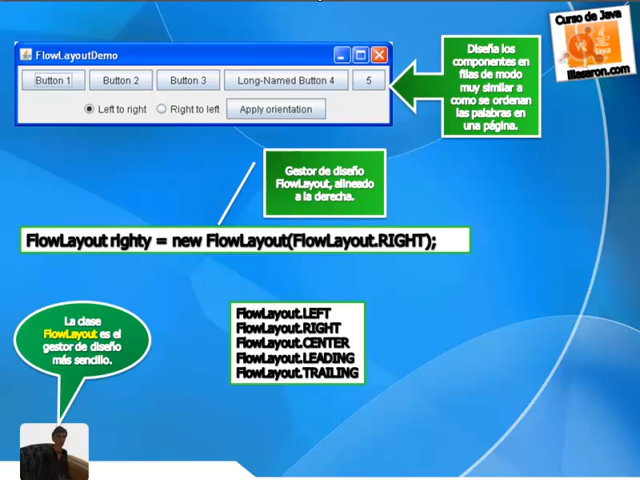 Curso de Java
lilasaron.com
FlowLayoutDemo
Button 1
Button 2
Button 3
Long-Named Button 4
5
Left to right
Right to left
Apply orientation
Diseña los
componentes en
filas de modo
muy similar a
como se ordenan
las palabras en
una página.
Gestor de diseño
FlowLayout, alineado
a la derecha.
FlowLayout righty = new FlowLayout(FlowLayout.RIGHT);
La clase
FlowLayout es el
gestor de diseño
más sencillo.
FlowLayout.LEFT
FlowLayout.RIGHT
FlowLayout.CENTER
FlowLayout.LEADING
FlowLayout.TRAILING